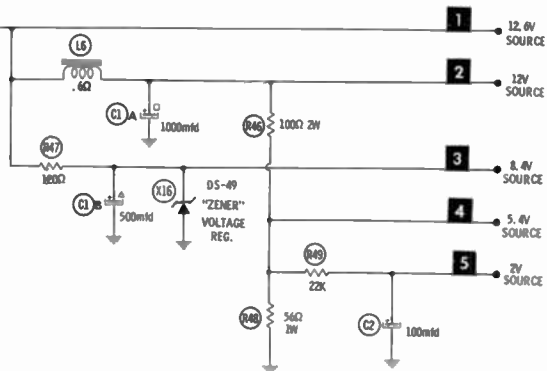 1
12.6V
SOURCE
L6
.6Ω
2
12V
SOURCE
C1 A
1000mfd
R46
100Ω 2W
R47
3
8.4V
SOURCE
C1 B
500mfd
X16
DS-49
"ZENER"
VOLTAGE
REG.
4
5.4V
SOURCE
5
2V
SOURCE
R49
22K
R48
56Ω
C2
100mfd